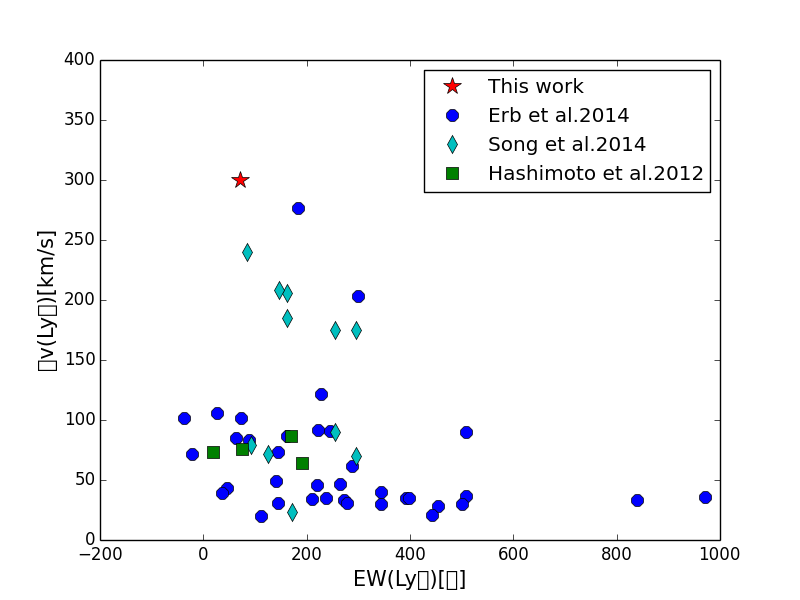 400
350
300
250
200
150
100
50
0
−200
0
200
400
600
800
1000
This work
Erb et al.2014
Song et al.2014
Hashimoto et al.2012
▯v(Ly▯)[km/s]
EW(Ly▯)[▯]